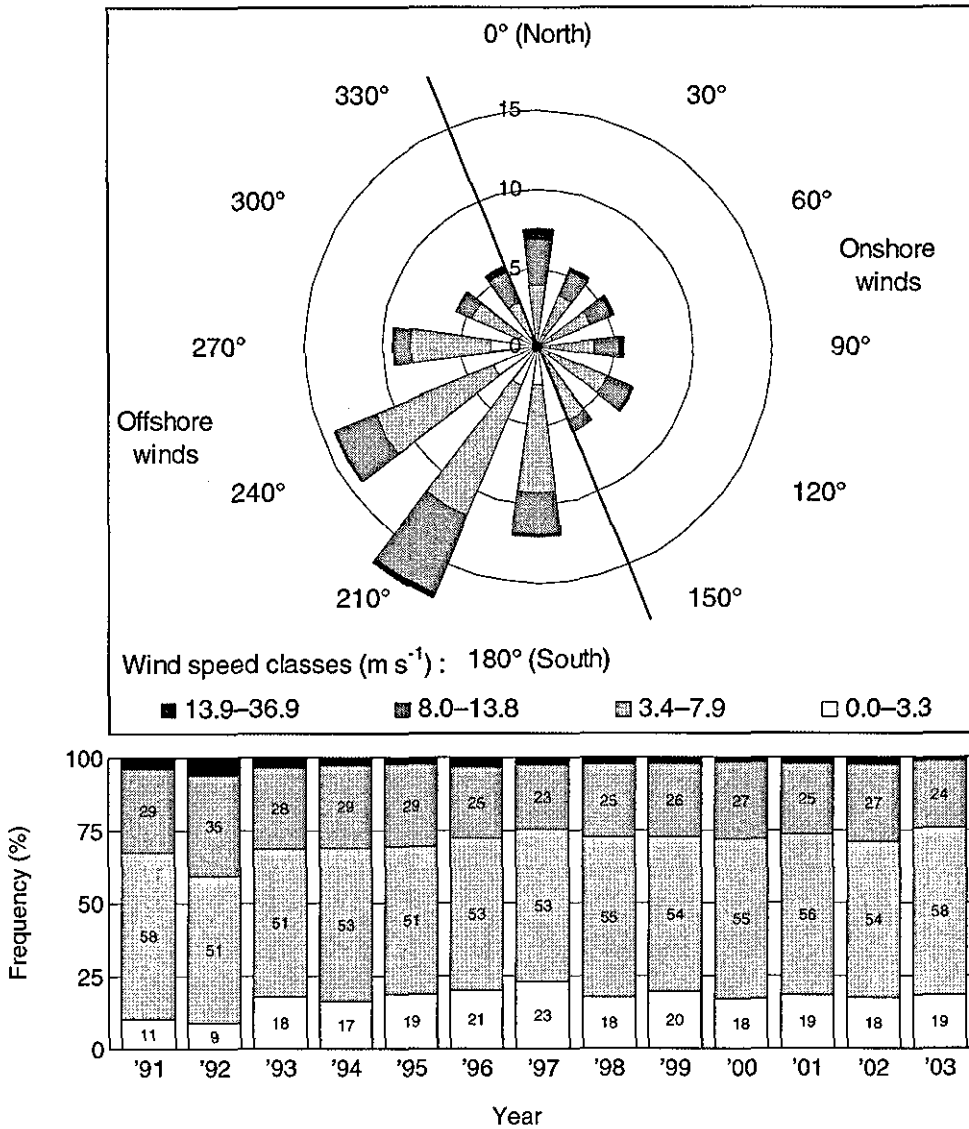 0° (North)
330°
30°
15
10
300°
60°
Onshore
winds
5
270°
0
90°
Offshore
winds
240°
120°
210°
150°
Wind speed classes (m s⁻¹) : 180° (South)
13.9–36.9 8.0–13.8 3.4–7.9 0.0–3.3
Frequency (%)
100
75
50
25
0
29 35 28 29 29 26 23 25 26 27 25 27 24
58 51 51 53 51 53 53 55 54 55 56 54 58
11 9 18 17 19 21 23 18 20 18 19 18 19
'91 '92 '93 '94 '95 '96 '97 '98 '99 '00 '01 '02 '03
Year